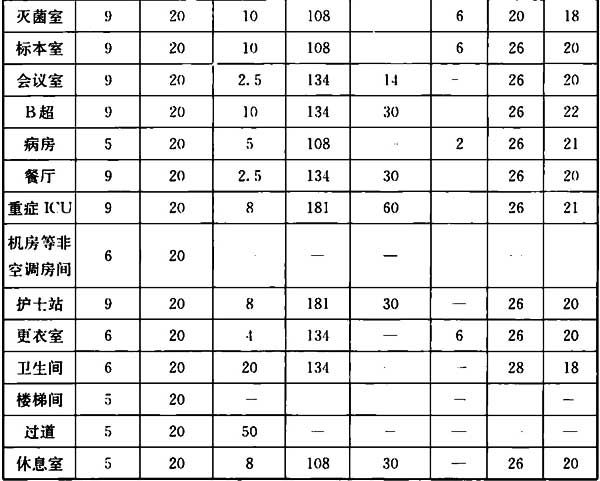 灭菌室 9 20 10 108 6 20 18
标本室 9 20 10 108 6 26 20
会议室 9 20 2.5 134 14 - 26 20
B超 9 20 10 134 30 26 22
病房 5 20 5 108 2 26 21
餐厅 9 20 2.5 134 30 26 20
重症ICU 9 20 8 181 60 26 21
机房等非
空调房间 6 20 — —
护士站 9 20 8 181 30 — 26 20
更衣室 6 20 4 134 — 6 26 20
卫生间 6 20 20 134 - 28 18
楼梯间 5 20 — — — — — —
过道 5 20 50 — — — — —
休息室 5 20 8 108 30 — 26 20